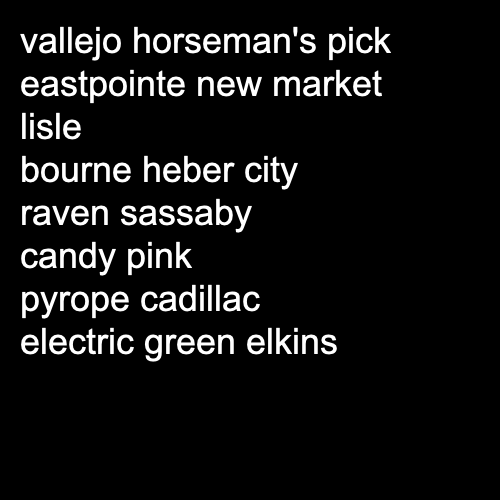 vallejo horseman's pick
eastpointe new market
lisle
bourne heber city
raven sassaby
candy pink
pyrope cadillac
electric green elkins